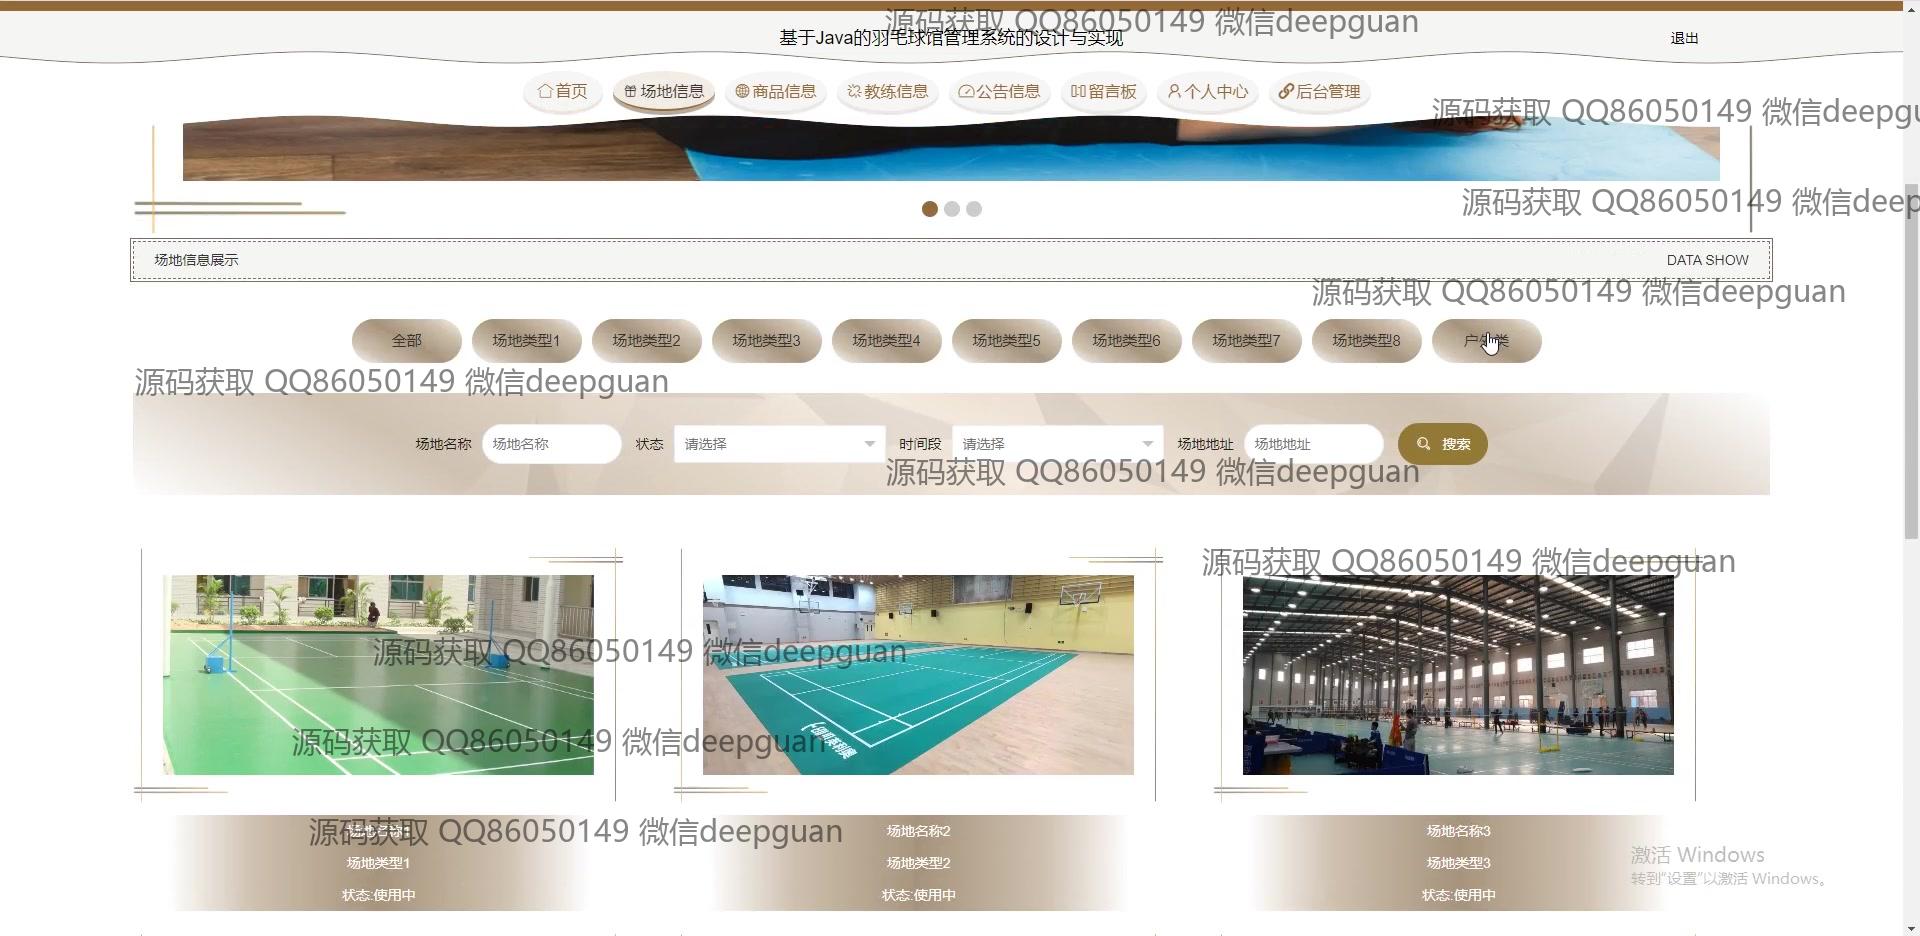 源码获取 QQ86050149 微信deepguan
基于Java的羽毛球馆管理系统的设计与实现
退出
首页 场地信息 商品信息 教练信息 公告信息 留言板 个人中心 后台管理
源码获取 QQ86050149 微信deepgu
源码获取 QQ86050149 微信deep
场地信息展示 DATA SHOW
源码获取 QQ86050149 微信deepguan
全部 场地类型1 场地类型2 场地类型3 场地类型4 场地类型5 场地类型6 场地类型7 场地类型8 户外类
源码获取 QQ86050149 微信deepguan
场地名称 场地名称 状态 请选择 时间段 请选择 场地地址 场地地址 搜索
源码获取 QQ86050149 微信deepguan
源码获取 QQ86050149 微信deepguan
源码获取 QQ86050149 微信deepguan
源码获取 QQ86050149 微信deepguan
源码获取 QQ86050149 微信deepguan
场地名称1 场地名称2 场地名称3
场地类型1 场地类型2 场地类型3
状态:使用中 状态:使用中 状态:使用中
激活 Windows
转到"设置"以激活 Windows。